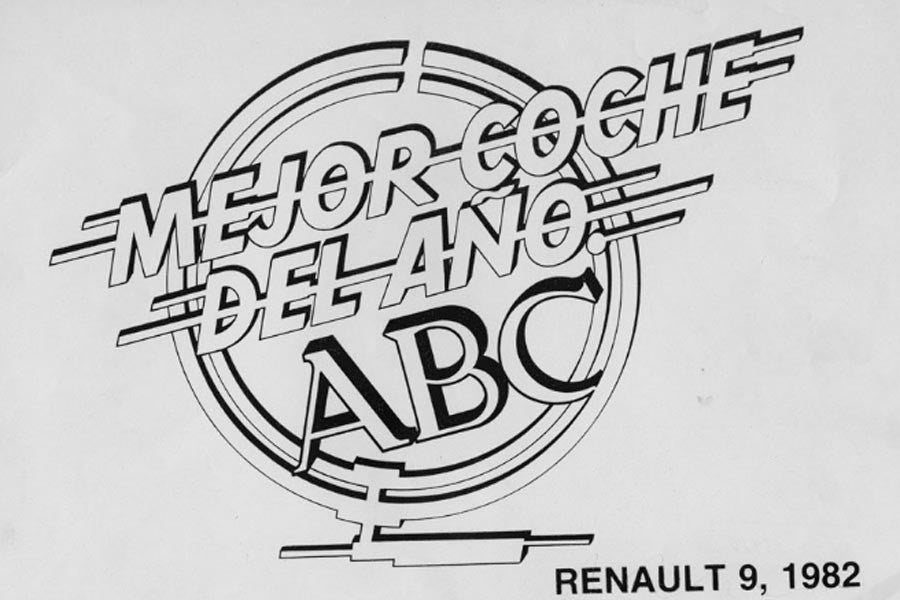 MEJOR COCHE
DEL AÑO.
ABC
RENAULT 9, 1982